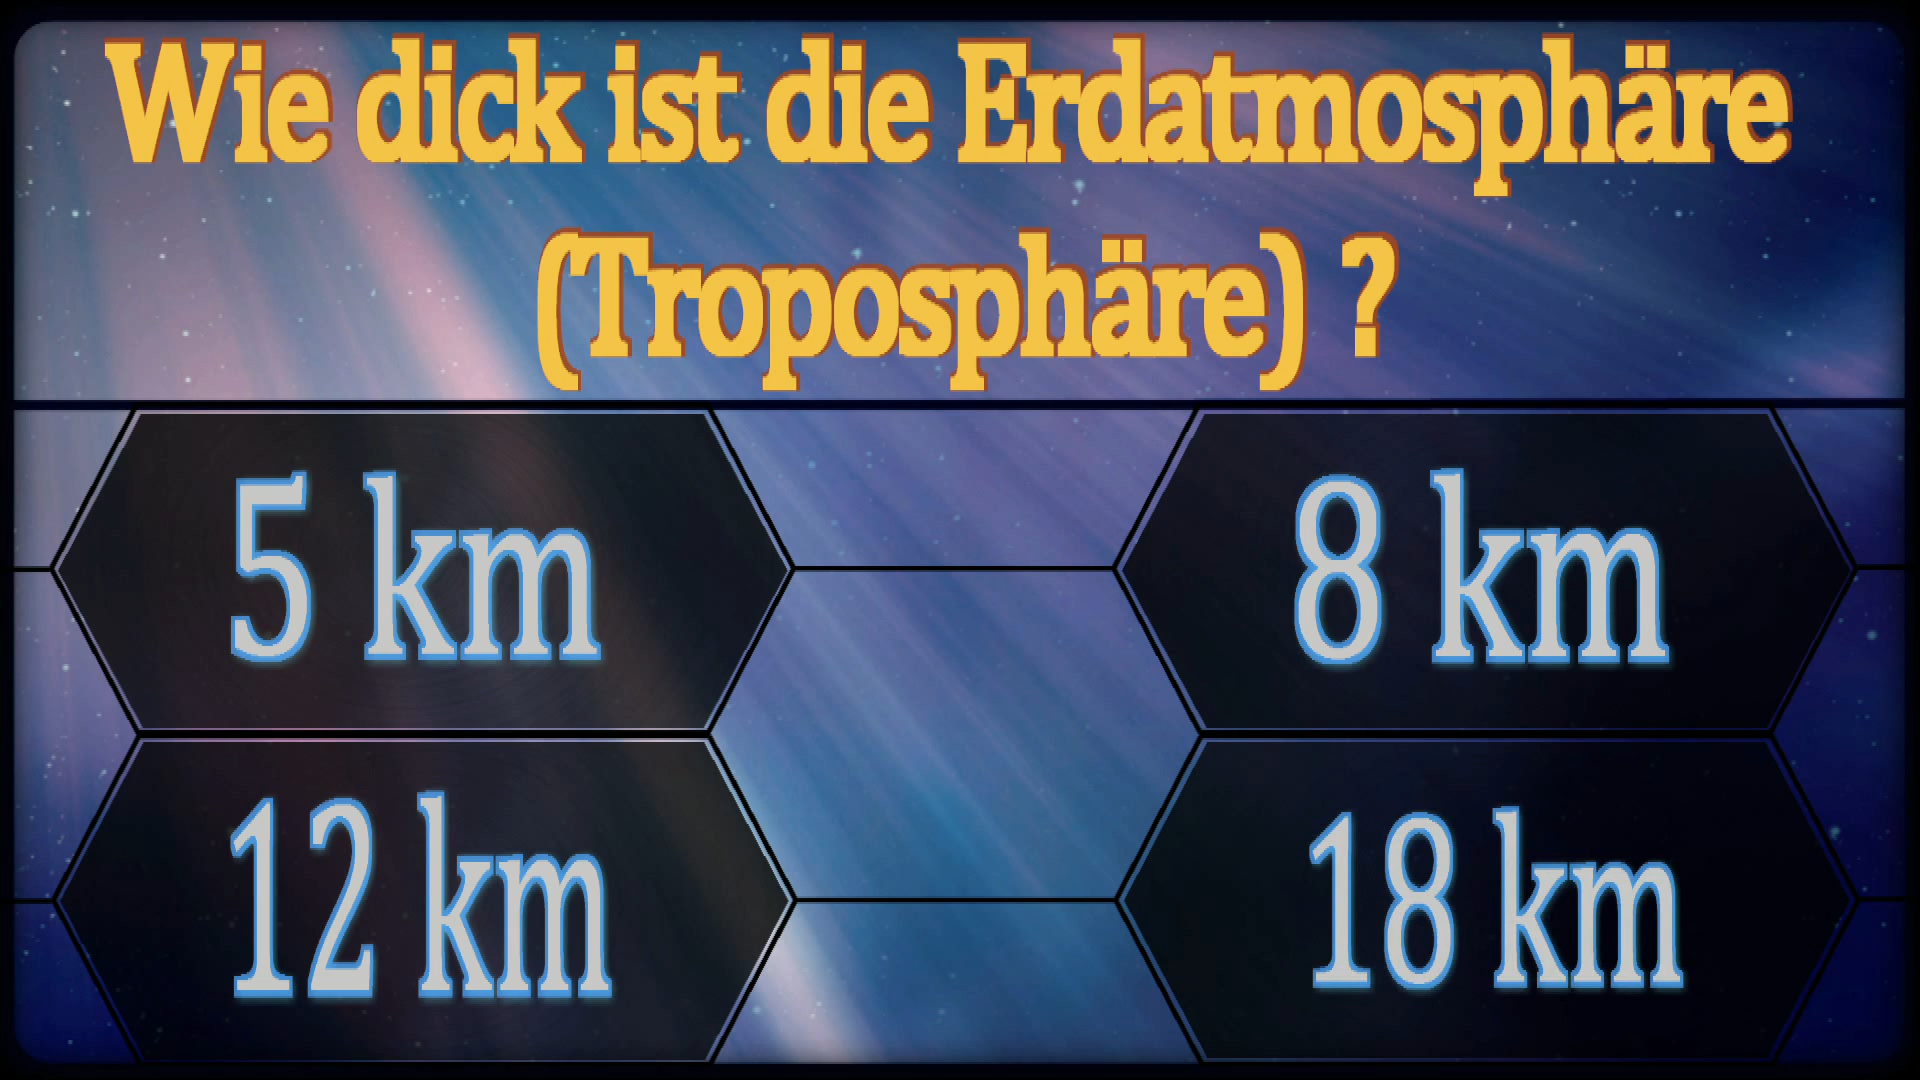 Wie dick ist die Erdatmosphäre
(Troposphäre) ?
5 km
8 km
12 km
18 km